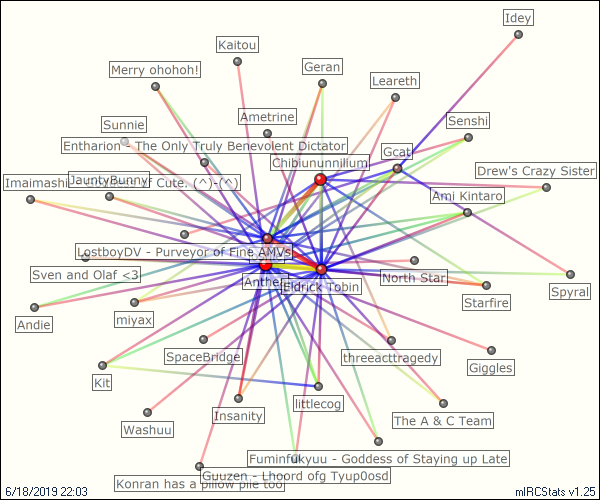 Idey
Kaitou
Merry ohohoh!
Geran
Leareth
Ametrine
Senshi
Sunnie
Entharion - The Only Truly Benevolent Dictator
Gcat
Chibiununnilium
Drew's Crazy Sister
Imaimashi
JauntyBunny
Cute. (^)-(^)
Ami Kintaro
LostboyDV - Purveyor of Fine AMVs
Sven and Olaf <3
Anthe
Eldrick Tobin
North Star
Spyral
Starfire
Andie
miyax
SpaceBridge
threeacttragedy
Giggles
Kit
littlecog
Insanity
Washuu
The A & C Team
Fuminfukyuu - Goddess of Staying up Late
Guuzen - Lhoord ofg Tyup0osd
Konran has a pillow pile too
6/18/2019 22:03
mIRCStats v1.25